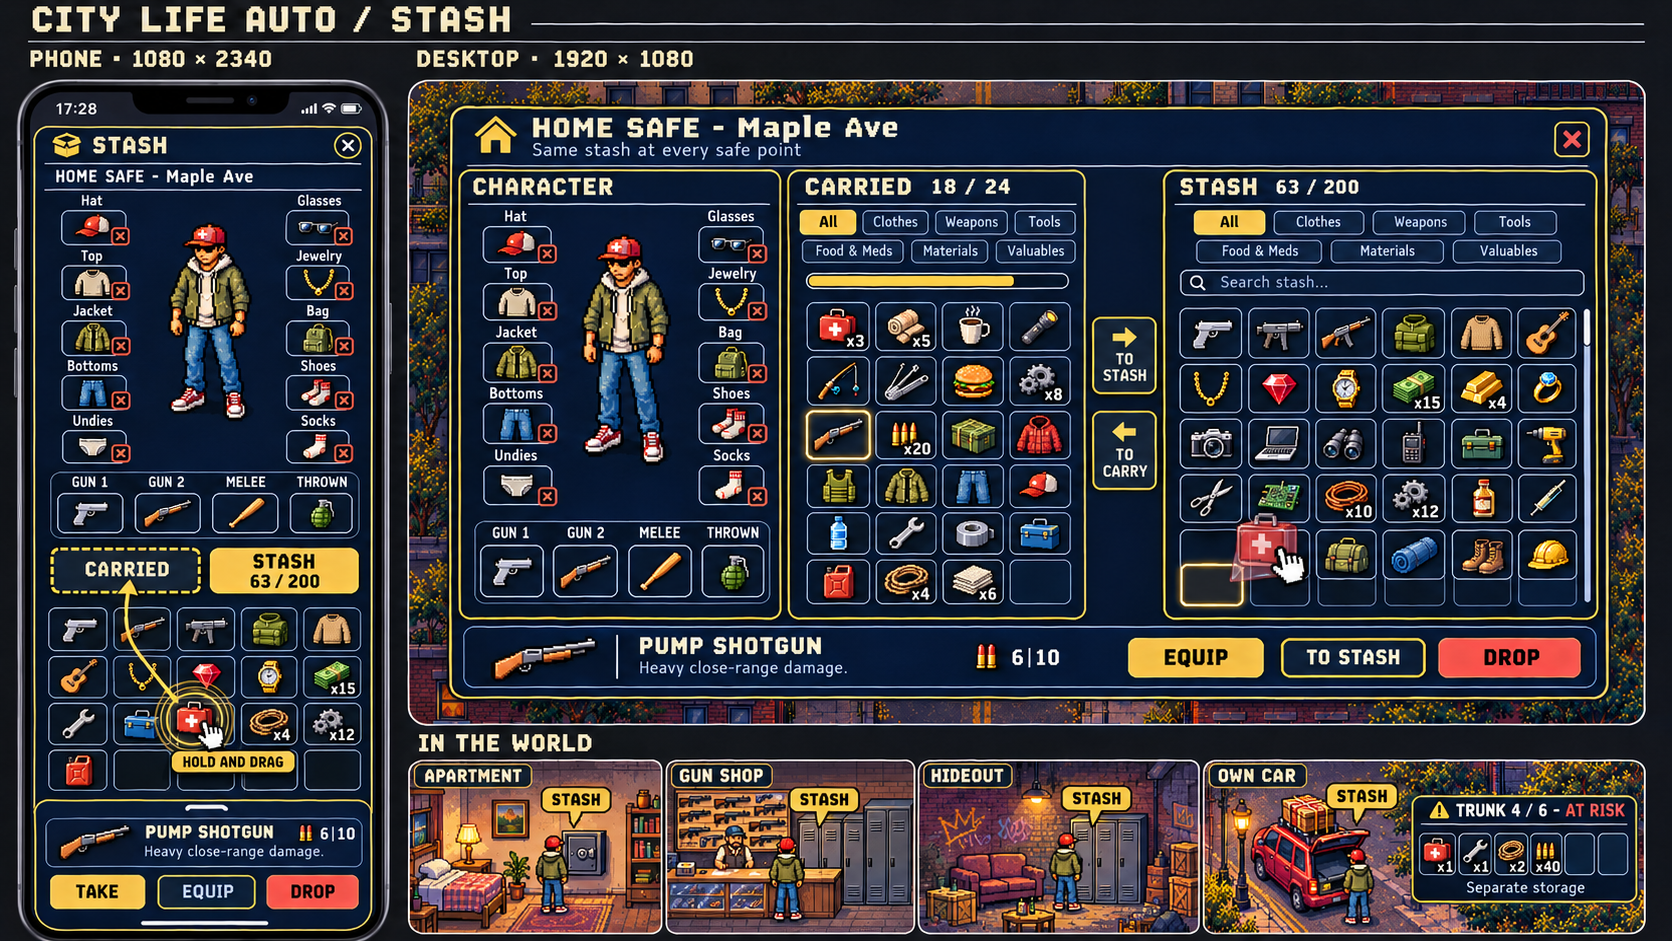 CITY LIFE AUTO / STASH
PHONE · 1080 × 2340
17:28
STASH
HOME SAFE - Maple Ave
Hat
Glasses
Top
Jewelry
Jacket
Bag
Bottoms
Shoes
Undies
Socks
GUN 1
GUN 2
MELEE
THROWN
CARRIED
STASH
63 / 200
x15
x4
x12
HOLD AND DRAG
PUMP SHOTGUN
6|10
Heavy close-range damage.
TAKE
EQUIP
DROP
DESKTOP · 1920 × 1080
HOME SAFE - Maple Ave
Same stash at every safe point
CHARACTER
Hat
Glasses
Top
Jewelry
Jacket
Bag
Bottoms
Shoes
Undies
Socks
GUN 1
GUN 2
MELEE
THROWN
CARRIED 18 / 24
All
Clothes
Weapons
Tools
Food & Meds
Materials
Valuables
x3
x5
x8
x20
x4
x6
TO
STASH
TO
CARRY
STASH 63 / 200
All
Clothes
Weapons
Tools
Food & Meds
Materials
Valuables
Search stash...
x15
x4
x10
x12
PUMP SHOTGUN
Heavy close-range damage.
6|10
EQUIP
TO STASH
DROP
IN THE WORLD
APARTMENT
STASH
GUN SHOP
STASH
HIDEOUT
STASH
OWN CAR
STASH
TRUNK 4 / 6 - AT RISK
x1
x1
x2
x40
Separate storage